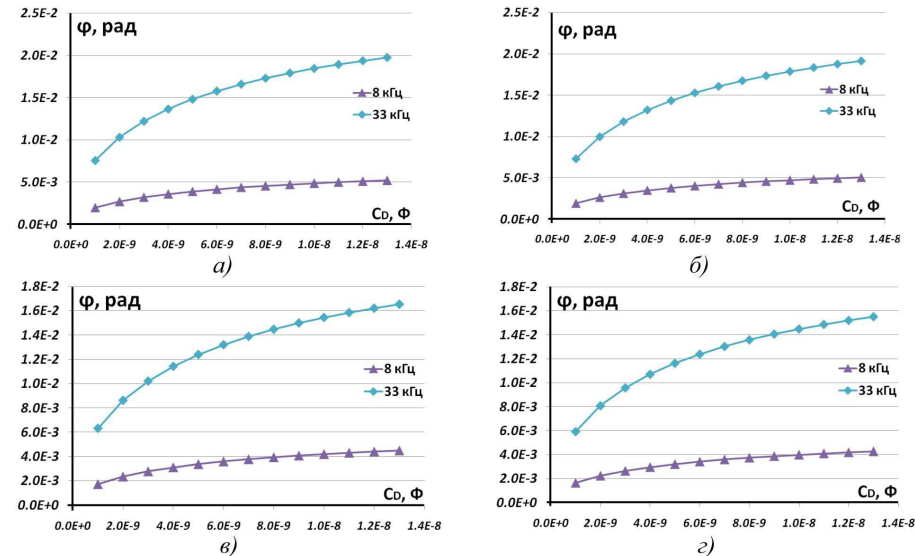 φ, рад
2.5E-2
2.0E-2
1.5E-2
1.0E-2
5.0E-3
0.0E+0
8 кГц
33 кГц
C_D, Ф
0.0E+0 2.0E-9 4.0E-9 6.0E-9 8.0E-9 1.0E-8 1.2E-8 1.4E-8
а)
φ, рад
2.5E-2
2.0E-2
1.5E-2
1.0E-2
5.0E-3
0.0E+0
8 кГц
33 кГц
C_D, Ф
0.0E+0 2.0E-9 4.0E-9 6.0E-9 8.0E-9 1.0E-8 1.2E-8 1.4E-8
б)
φ, рад
1.8E-2
1.6E-2
1.4E-2
1.2E-2
1.0E-2
8.0E-3
6.0E-3
4.0E-3
2.0E-3
0.0E+0
8 кГц
33 кГц
C_D, Ф
0.0E+0 2.0E-9 4.0E-9 6.0E-9 8.0E-9 1.0E-8 1.2E-8 1.4E-8
в)
φ, рад
1.8E-2
1.6E-2
1.4E-2
1.2E-2
1.0E-2
8.0E-3
6.0E-3
4.0E-3
2.0E-3
0.0E+0
8 кГц
33 кГц
C_D, Ф
0.0E+0 2.0E-9 4.0E-9 6.0E-9 8.0E-9 1.0E-8 1.2E-8 1.4E-8
г)